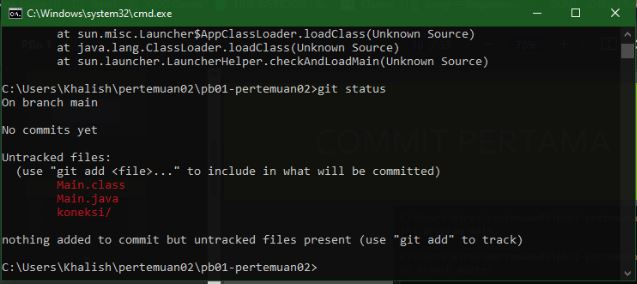 C:\Windows\system32\cmd.exe
at sun.misc.Launcher$AppClassLoader.loadClass(Unknown Source)
at java.lang.ClassLoader.loadClass(Unknown Source)
at sun.launcher.LauncherHelper.checkAndLoadMain(Unknown Source)
C:\Users\Khalish\pertemuan02\pb01-pertemuan02>git status
On branch main
No commits yet
Untracked files:
(use "git add <file>..." to include in what will be committed)
Main.class
Main.java
koneksi/
nothing added to commit but untracked files present (use "git add" to track)
C:\Users\Khalish\pertemuan02\pb01-pertemuan02>
COMMIT PERTAMA